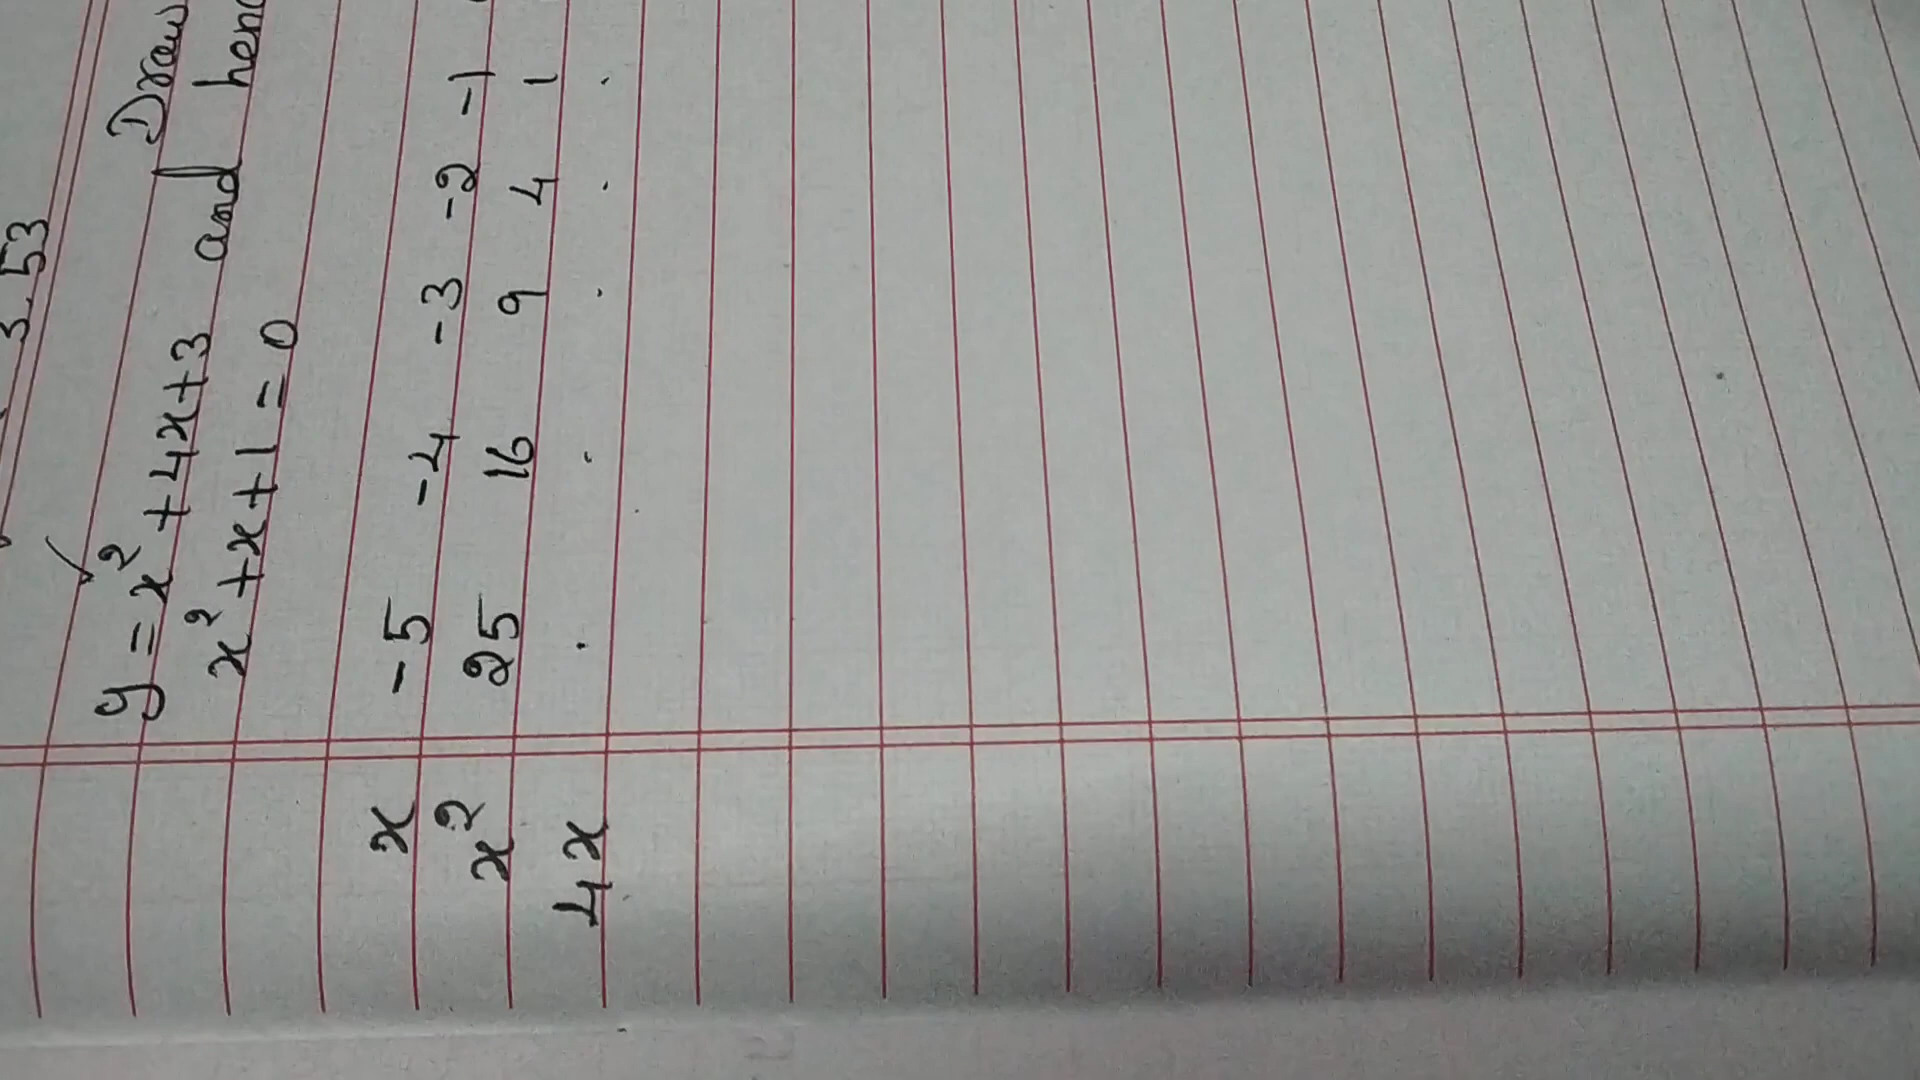 3.53
Draw
y = x² + 4x + 3 and
x² + x + 1 = 0
x -5 -4 -3 -2 -1
x² 25 16 9 4 1
4x . . . . .